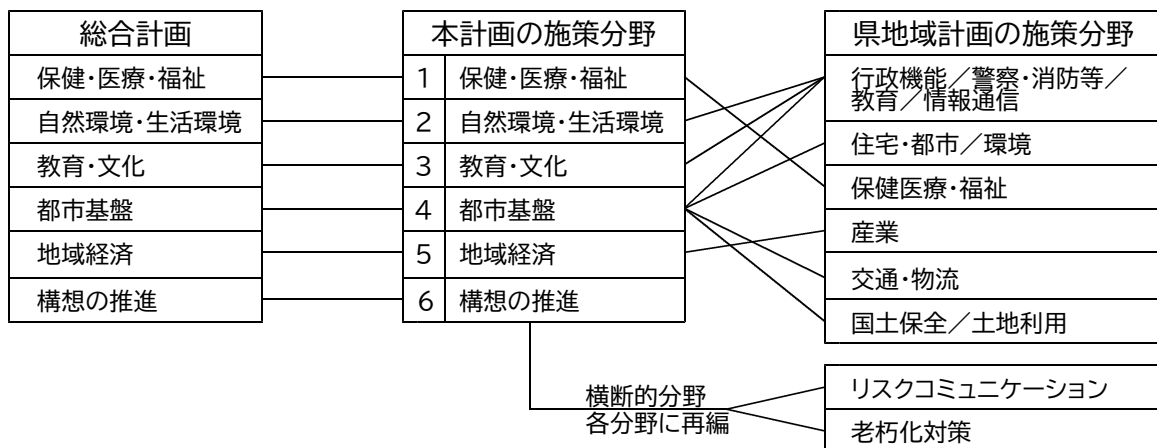 総合計画
保健・医療・福祉
自然環境・生活環境
教育・文化
都市基盤
地域経済
構想の推進
本計画の施策分野
1 保健・医療・福祉
2 自然環境・生活環境
3 教育・文化
4 都市基盤
5 地域経済
6 構想の推進
県地域計画の施策分野
行政機能／警察・消防等／
教育／情報通信
住宅・都市／環境
保健医療・福祉
産業
交通・物流
国土保全／土地利用
横断的分野
各分野に再編
リスクコミュニケーション
老朽化対策